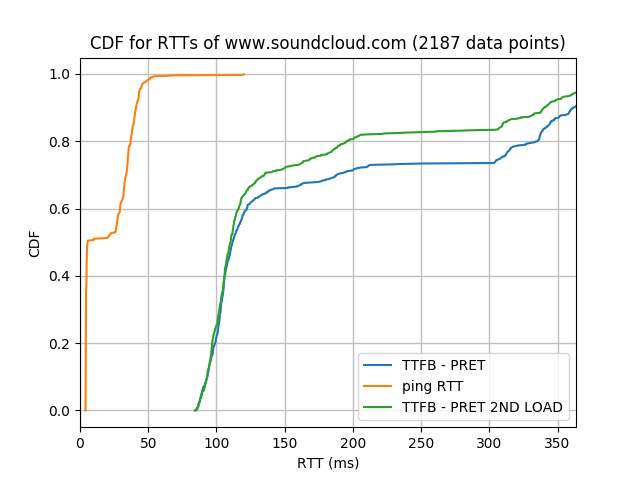 CDF for RTTs of www.soundcloud.com (2187 data points)
1.0
0.8
0.6
0.4
0.2
0.0
CDF
0 50 100 150 200 250 300 350
RTT (ms)
TTFB - PRET
ping RTT
TTFB - PRET 2ND LOAD